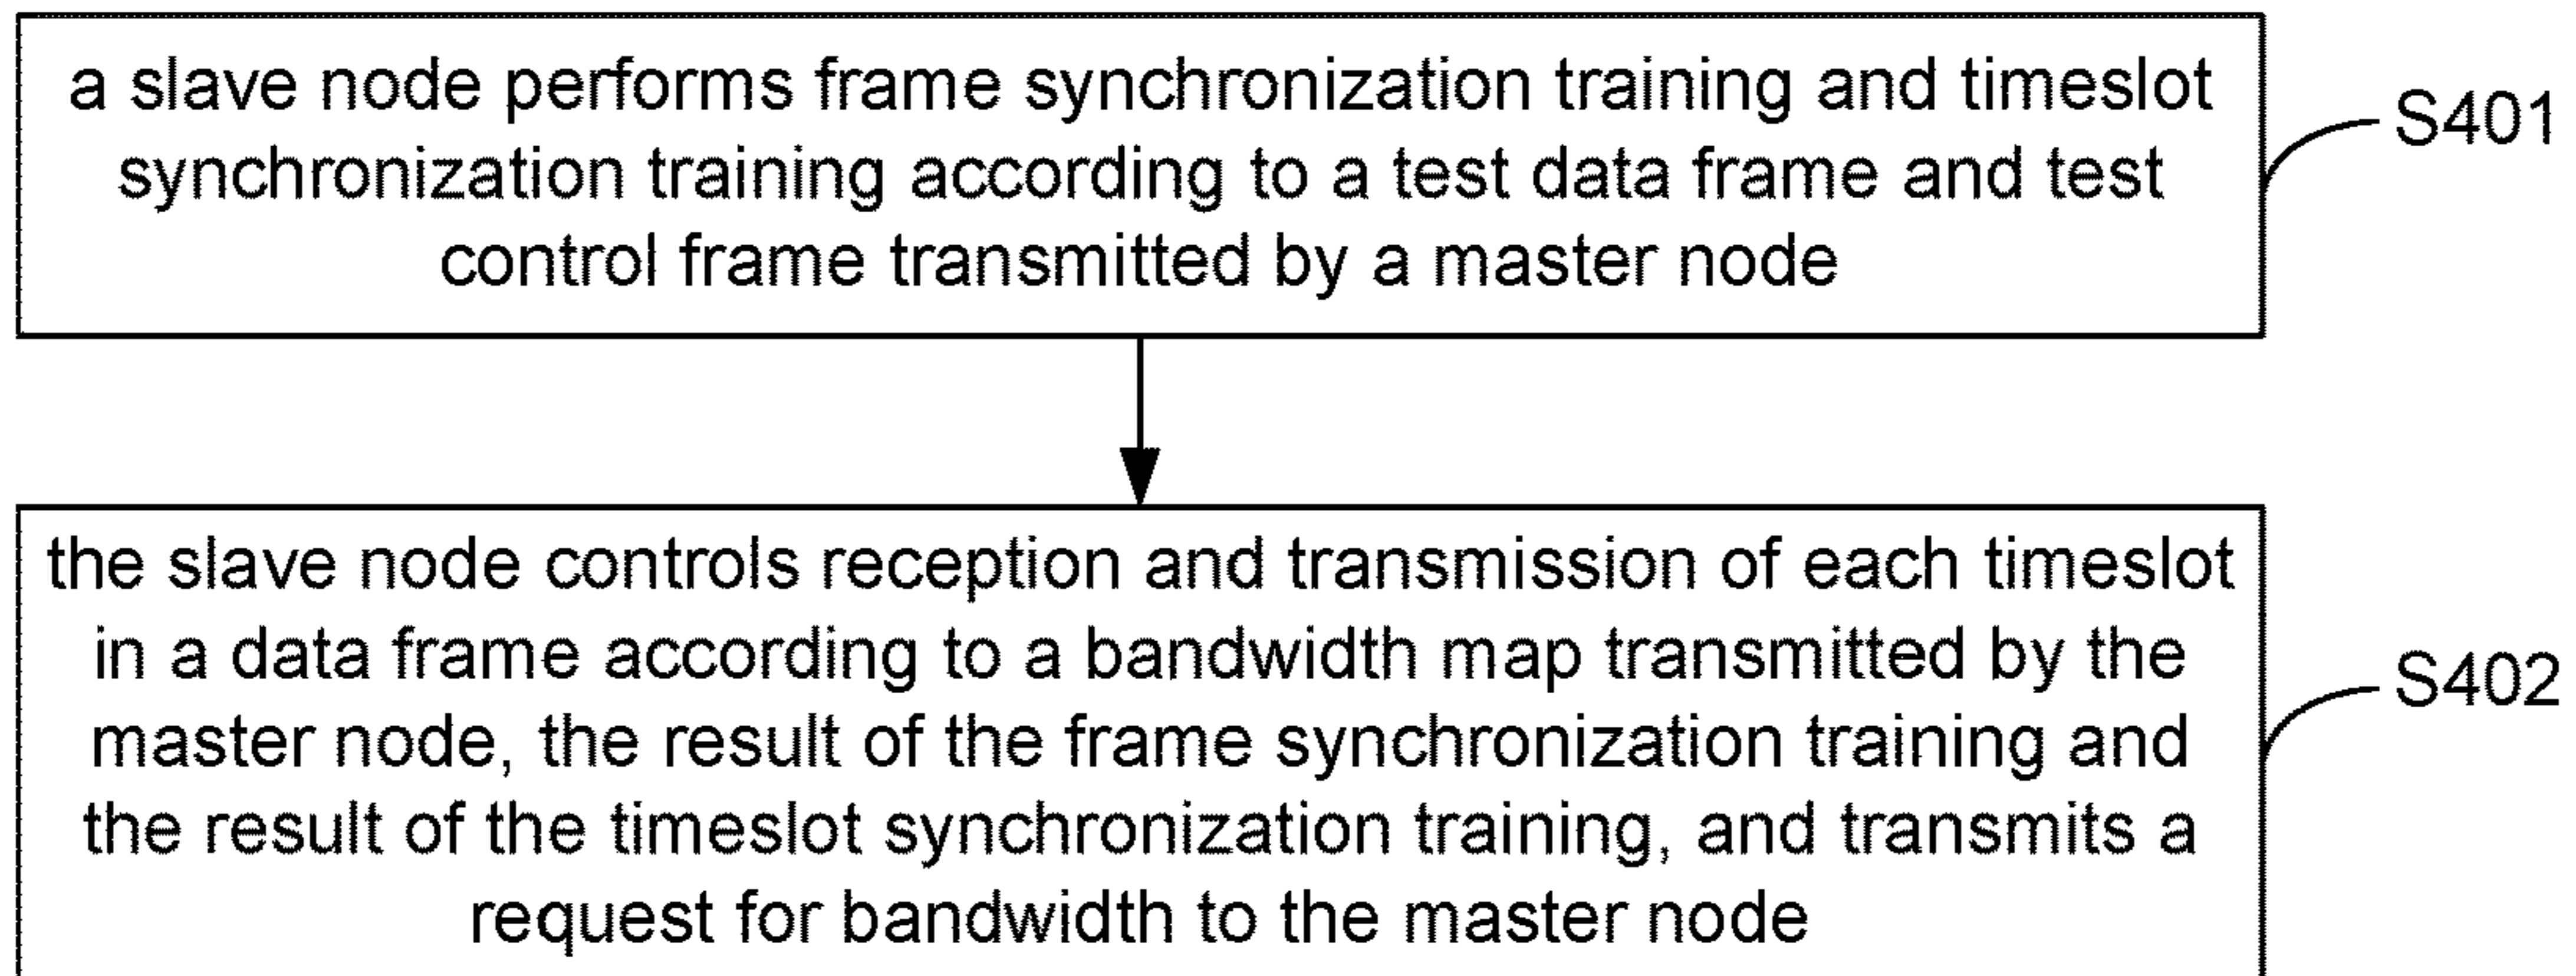 a slave node performs frame synchronization training and timeslot
synchronization training according to a test data frame and test
control frame transmitted by a master node
S401
the slave node controls reception and transmission of each timeslot
in a data frame according to a bandwidth map transmitted by the
master node, the result of the frame synchronization training and
the result of the timeslot synchronization training, and transmits a
request for bandwidth to the master node
S402